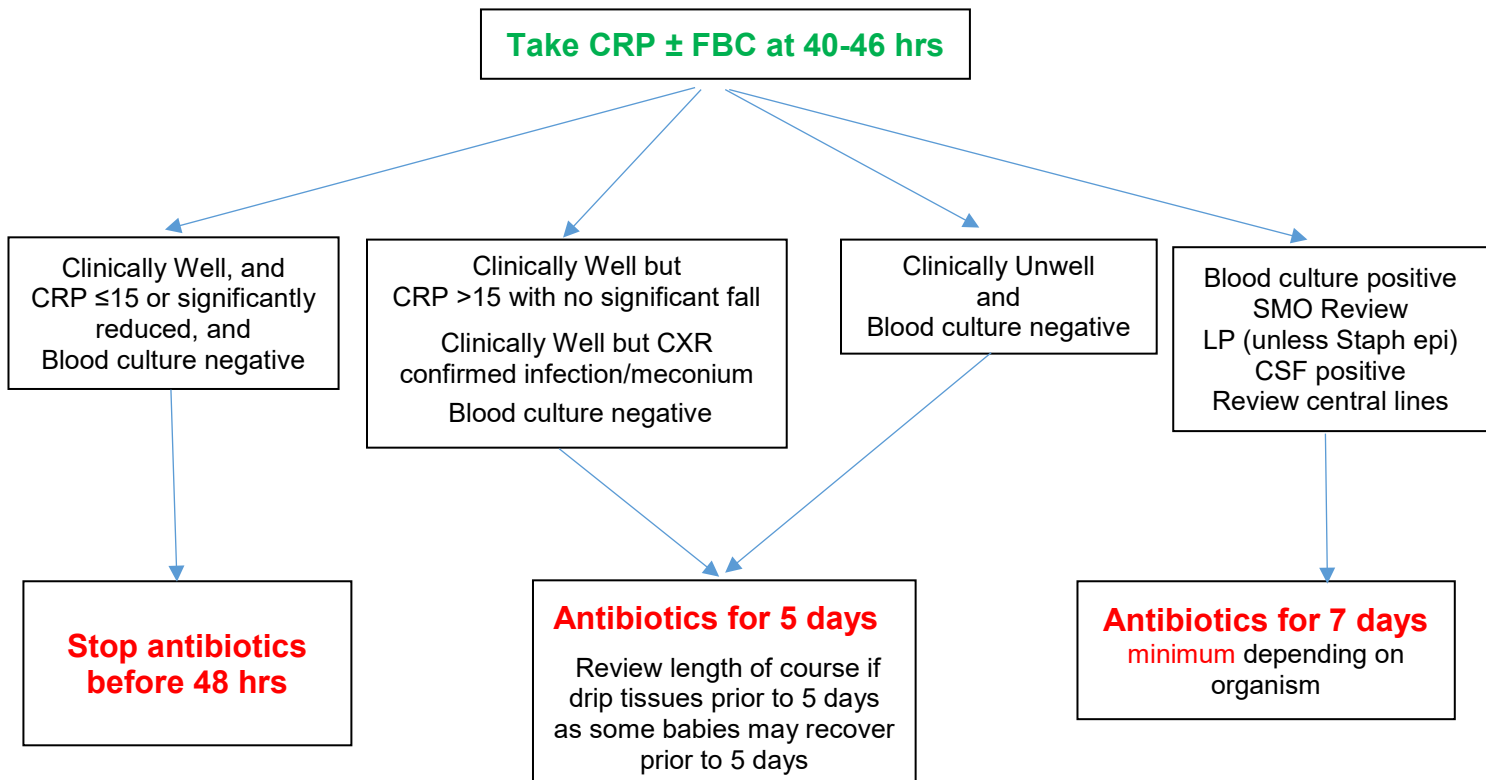 Take CRP ± FBC at 40-46 hrs
Clinically Well, and
CRP ≤15 or significantly
reduced, and
Blood culture negative
Clinically Well but
CRP >15 with no significant fall
Clinically Well but CXR
confirmed infection/meconium
Blood culture negative
Clinically Unwell
and
Blood culture negative
Blood culture positive
SMO Review
LP (unless Staph epi)
CSF positive
Review central lines
Stop antibiotics
before 48 hrs
Antibiotics for 5 days
Review length of course if
drip tissues prior to 5 days
as some babies may recover
prior to 5 days
Antibiotics for 7 days
minimum depending on
organism